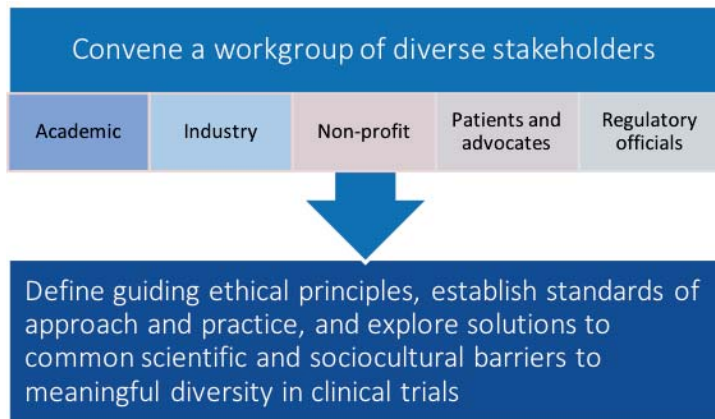 Convene a workgroup of diverse stakeholders
Academic
Industry
Non-profit
Patients and
advocates
Regulatory
officials
Define guiding ethical principles, establish standards of
approach and practice, and explore solutions to
common scientific and sociocultural barriers to
meaningful diversity in clinical trials